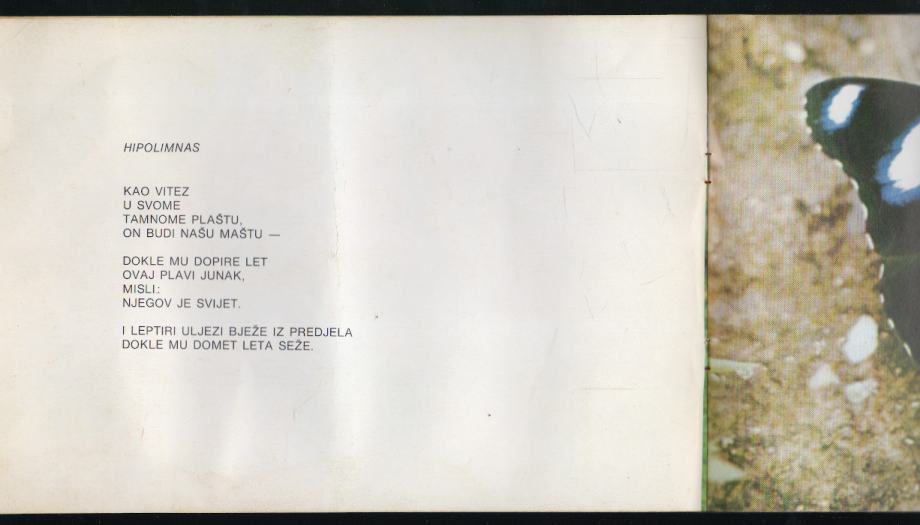 HIPOLIMNAS
KAO VITEZ
U SVOME
TAMNOME PLAŠTU,
ON BUDI NAŠU MAŠTU —
DOKLE MU DOPIRE LET
OVAJ PLAVI JUNAK,
MISLI:
NJEGOV JE SVIJET.
I LEPTIRI ULJEZI BJEŽE IZ PREDJELA
DOKLE MU DOMET LETA SEŽE.